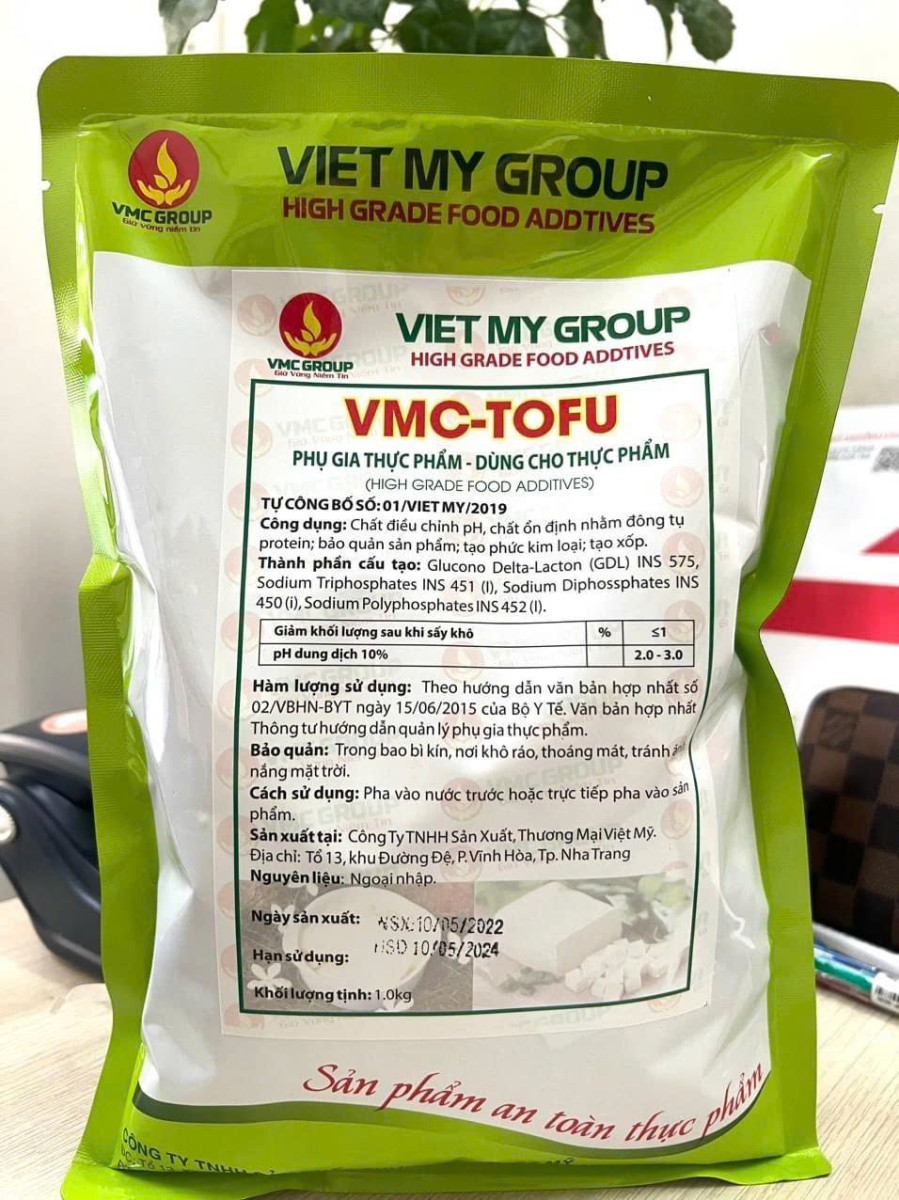 VMC GROUP
Giữ Vững niềm tin
VIET MY GROUP
HIGH GRADE FOOD ADDTIVES
VMC GROUP
Giữ Vững Niềm Tin
VIET MY GROUP
HIGH GRADE FOOD ADDTIVES
VMC-TOFU
PHỤ GIA THỰC PHẨM - DÙNG CHO THỰC PHẨM
(HIGH GRADE FOOD ADDITIVES)
TỰ CÔNG BỐ SỐ: 01/VIET MY/2019
Công dụng: Chất điều chỉnh pH, chất ổn định nhằm đông tụ
protein; bảo quản sản phẩm; tạo phức kim loại; tạo xốp.
Thành phần cấu tạo: Glucono Delta-Lacton (GDL) INS 575,
Sodium Triphosphates INS 451 (I), Sodium Diphossphates INS
450 (i), Sodium Polyphosphates INS 452 (I).
Giảm khối lượng sau khi sấy khô % ≤1
pH dung dịch 10% 2.0 - 3.0
Hàm lượng sử dụng: Theo hướng dẫn văn bản hợp nhất số
02/VBHN-BYT ngày 15/06/2015 của Bộ Y Tế. Văn bản hợp nhất
Thông tư hướng dẫn quản lý phụ gia thực phẩm.
Bảo quản: Trong bao bì kín, nơi khô ráo, thoáng mát, tránh ánh
nắng mặt trời.
Cách sử dụng: Pha vào nước trước hoặc trực tiếp pha vào sản
phẩm.
Sản xuất tại: Công Ty TNHH Sản Xuất, Thương Mại Việt Mỹ.
Địa chỉ: Tổ 13, khu Đường Đệ, P. Vĩnh Hòa, Tp. Nha Trang
Nguyên liệu: Ngoại nhập.
Ngày sản xuất: NSX:10/05/2022
Hạn sử dụng: HSD 10/05/2024
Khối lượng tịnh: 1.0kg
Sản phẩm an toàn thực phẩm
CÔNG TY TNHH